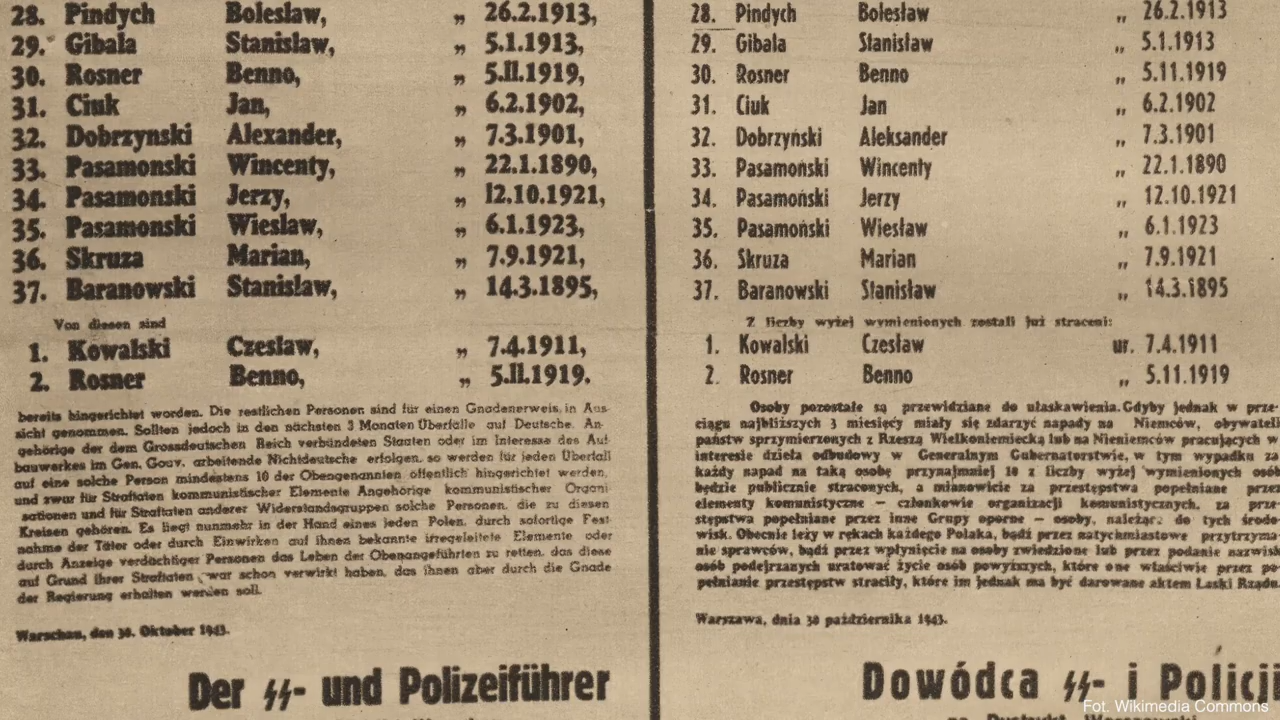 28. Pindych Boleslaw, „ 26.2.1913,
29. Gibala Stanislaw, „ 5.1.1913,
30. Rosner Benno, „ 5.11.1919,
31. Ciuk Jan, „ 6.2.1902,
32. Dobrzynski Alexander, „ 7.3.1901,
33. Pasamonski Wincenty, „ 22.1.1890,
34. Pasamonski Jerzy, „ 12.10.1921,
35. Pasamonski Wieslaw, „ 6.1.1923,
36. Skruza Marian, „ 7.9.1921,
37. Baranowski Stanislaw, „ 14.3.1895,
Von diesen sind
1. Kowalski Czeslaw, „ 7.4.1911,
2. Rosner Benno, „ 5.11.1919.
bereits hingerichtet worden. Die restlichen Personen sind für einen Gnadenerweis in Aus-
sicht genommen. Sollten jedoch in den nächsten 3 Monaten Überfälle auf Deutsche, An-
gehörige der dem Grossdeutschen Reich verbündeten Staaten oder im Interesse des Auf-
bauwerkes im Gen. Gouv. arbeitende Nichtdeutsche erfolgen, so werden für jeden Überfall
auf eine solche Person mindestens 10 der Obengenannten öffentlich hingerichtet werden,
und zwar für Straftaten kommunistischer Elemente Angehörige kommunistischer Organi-
sationen und für Straftaten anderer Widerstandsgruppen solche Personen, die zu diesen
Kreisen gehören. Es liegt nunmehr in der Hand eines jeden Polen, durch sofortige Fest-
nahme der Täter oder durch Einwirken auf ihnen bekannte irregeleitete Elemente oder
durch Anzeige verdächtiger Personen das Leben der Obenangeführten zu retten, das diese
auf Grund ihrer Straftaten zwar schon verwirkt haben, das ihnen aber durch die Gnade
der Regierung erhalten werden soll.
Warschau, den 30. Oktober 1943.
Der SS- und Polizeiführer
28. Pindych Bolesław „ 26.2.1913
29. Gibala Stanisław „ 5.1.1913
30. Rosner Benno „ 5.11.1919
31. Ciuk Jan „ 6.2.1902
32. Dobrzyński Aleksander „ 7.3.1901
33. Pasamoński Wincenty „ 22.1.1890
34. Pasamoński Jerzy „ 12.10.1921
35. Pasamoński Wiesław „ 6.1.1923
36. Skruza Marian „ 7.9.1921
37. Baranowski Stanisław „ 14.3.1895
Z liczby wyżej wymienionych zostali już straceni:
1. Kowalski Czesław ur. 7.4.1911
2. Rosner Benno „ 5.11.1919
Osoby pozostałe są przewidziane do ułaskawienia. Gdyby jednak w prze-
ciągu najbliższych 3 miesięcy miały się zdarzyć napady na Niemców, obywateli
państw sprzymierzonych z Rzeszą Wielkoniemiecką lub na Nieniemców pracujących w
interesie dzieła odbudowy w Generalnym Gubernatorstwie, w tym wypadku za
każdy napad na taką osobę przynajmniej 10 z liczby wyżej wymienionych osób
będzie publicznie straconych, a mianowicie za przestępstwa popełniane przez
elementy komunistyczne – członkowie organizacji komunistycznych, za prze-
stępstwa popełniane przez inne Grupy oporne – osoby, należące do tych środo-
wisk. Obecnie leży w rękach każdego Polaka, bądź przez natychmiastowe przytrzyma-
nie sprawców, bądź przez wpłynięcie na osoby zwiedzione lub przez podanie nazwisk
osób podejrzanych uratować życie osób powyższych, które one właściwie przez po-
pełnianie przestępstw straciły, które im jednak ma być darowane aktem Łaski Rządu.
Warszawa, dnia 30 października 1943.
Dowódca SS- i Policji
na Dystrykt Warszawski
Fot. Wikimedia Commons